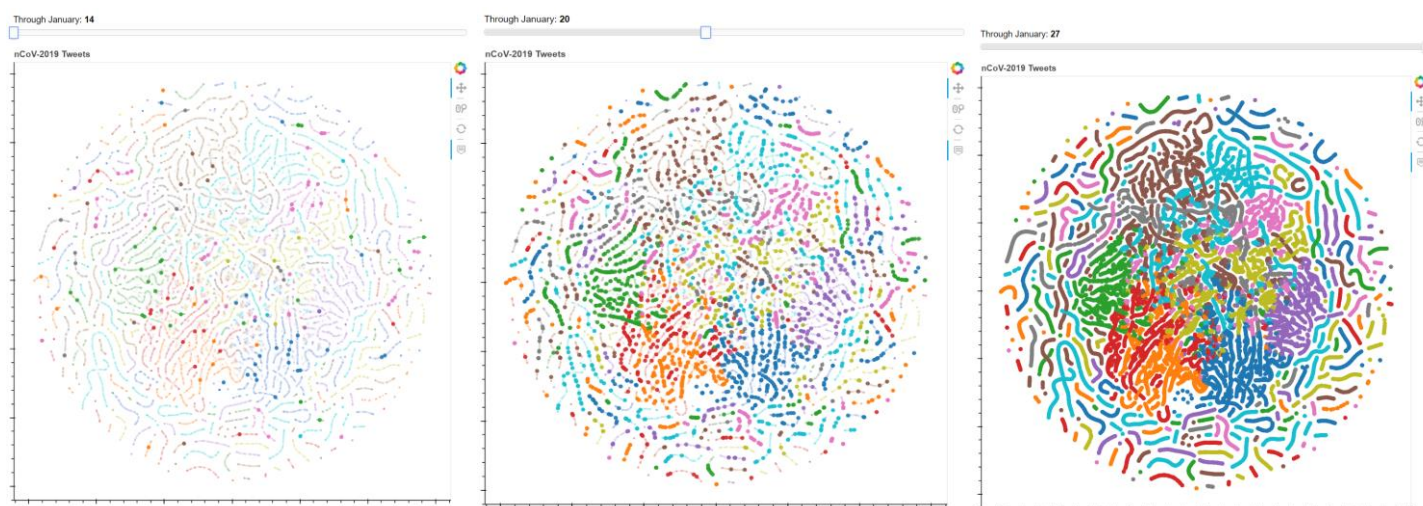 Through January: 14
nCoV-2019 Tweets
Through January: 20
nCoV-2019 Tweets
Through January: 27
nCoV-2019 Tweets